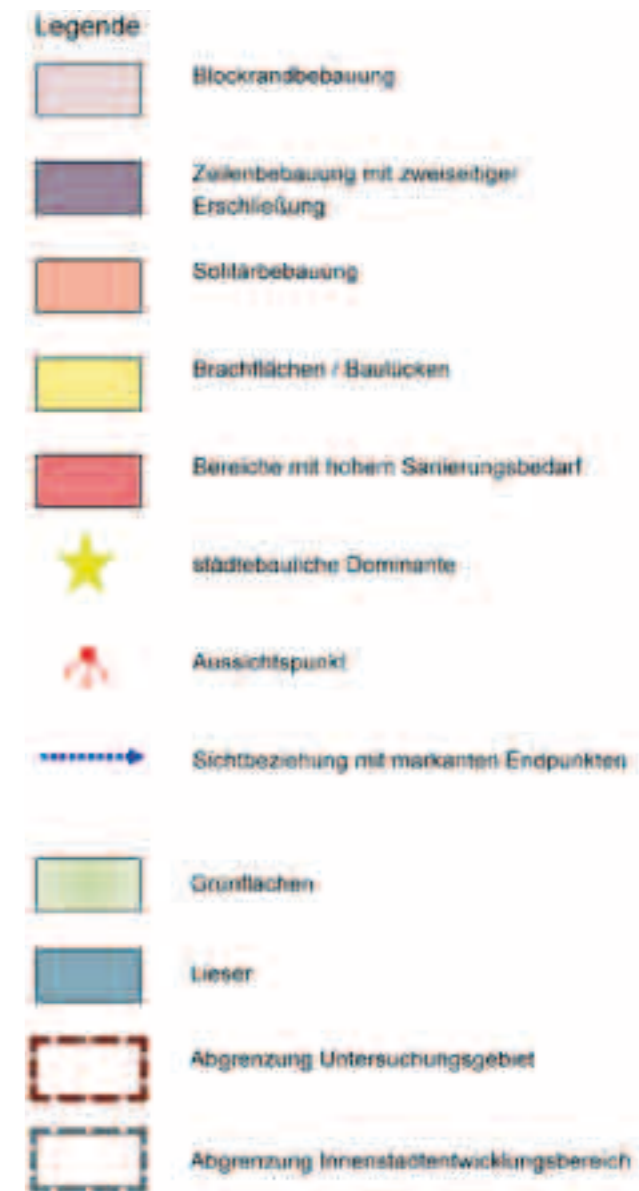 Legende
Blockrandbebauung
Zeilenbebauung mit zweiseitiger
Erschließung
Solitärbebauung
Brachflächen / Baulücken
Bereiche mit hohem Sanierungsbedarf
städtebauliche Dominante
Aussichtspunkt
Sichtbeziehung mit markanten Endpunkten
Grünflächen
Lieser
Abgrenzung Untersuchungsgebiet
Abgrenzung Innenstadtentwicklungsbereich